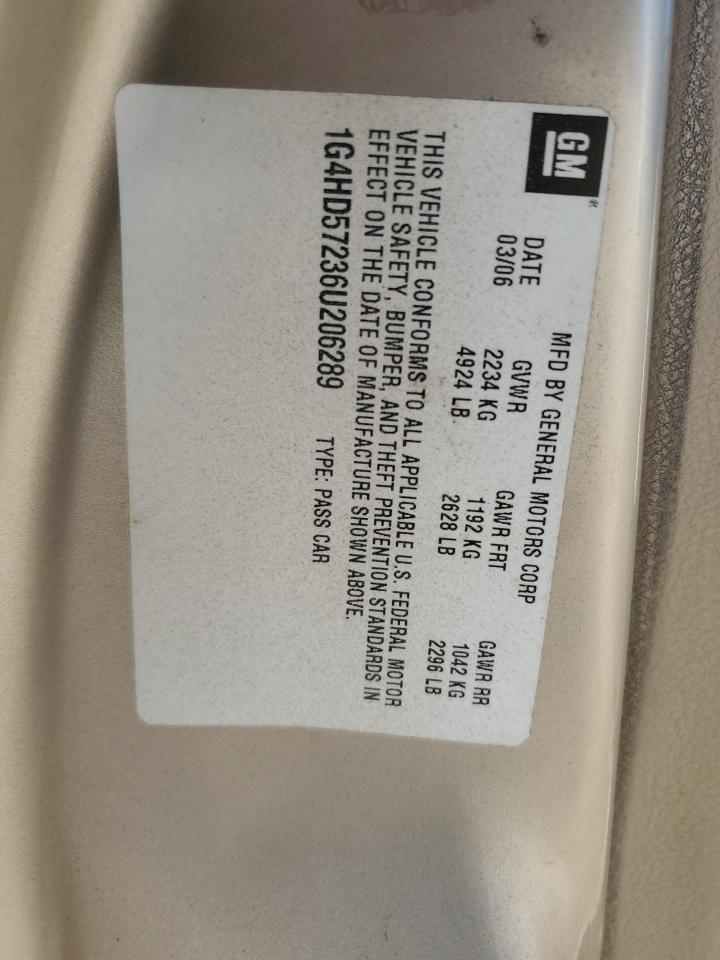 GM®
MFD BY GENERAL MOTORS CORP
DATE GVWR GAWR FRT GAWR RR
03/06 2234 KG 1192 KG 1042 KG
4924 LB 2628 LB 2296 LB
THIS VEHICLE CONFORMS TO ALL APPLICABLE U.S. FEDERAL MOTOR
VEHICLE SAFETY, BUMPER, AND THEFT PREVENTION STANDARDS IN
EFFECT ON THE DATE OF MANUFACTURE SHOWN ABOVE.
1G4HD57236U206289 TYPE: PASS CAR